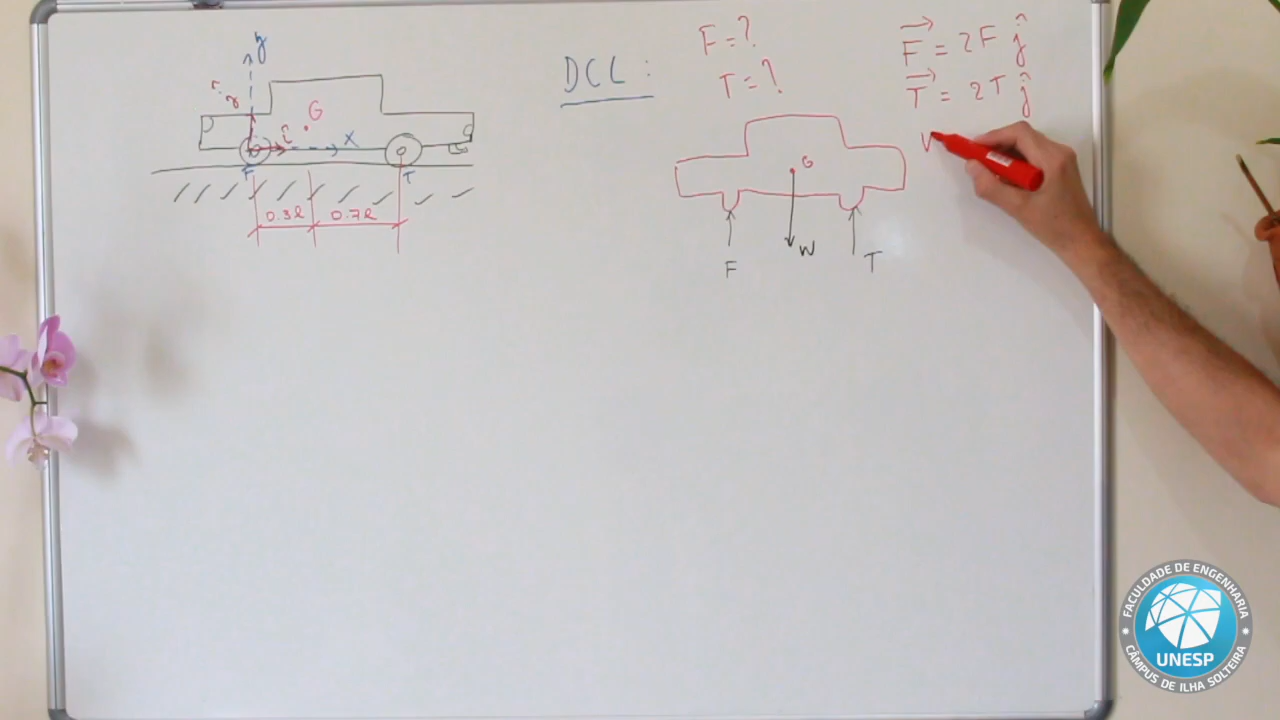 y
ĵ
G
î
x
F
T
0.3l
0.7l
DCL:
F = ?
T = ?
F⃗ = 2F ĵ
T⃗ = 2T ĵ
W
G
F
W
T
FACULDADE DE ENGENHARIA
UNESP
CÂMPUS DE ILHA SOLTEIRA